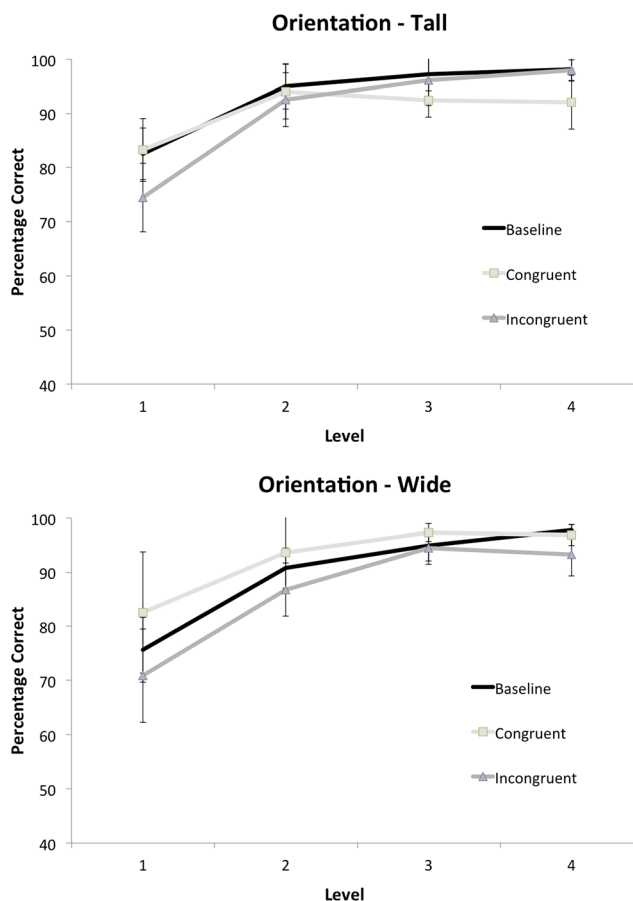 Orientation - Tall
Percentage Correct
100
90
80
70
60
50
40
1 2 3 4
Level
Baseline
Congruent
Incongruent
Orientation - Wide
Percentage Correct
100
90
80
70
60
50
40
1 2 3 4
Level
Baseline
Congruent
Incongruent